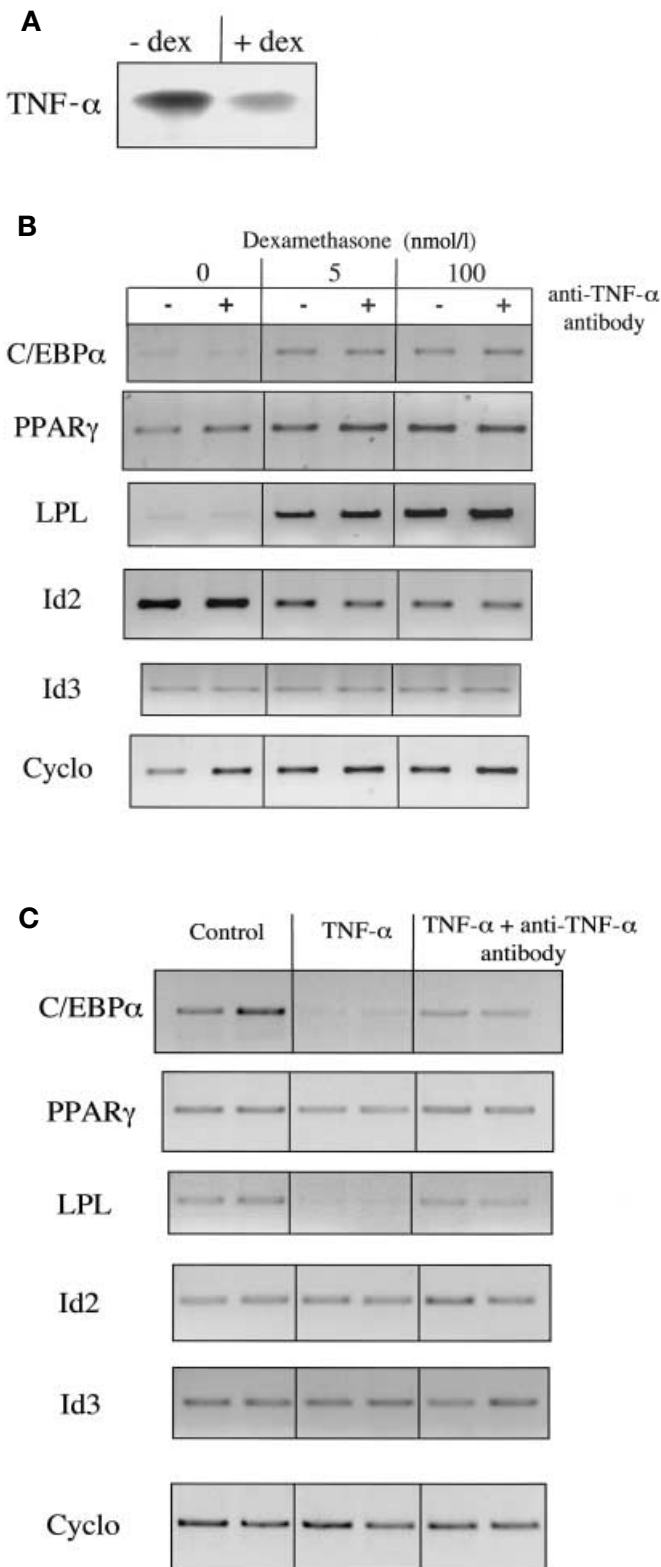 A
- dex + dex
TNF-α
B
Dexamethasone (nmol/l)
0 5 100
- + - + - + anti-TNF-α
antibody
C/EBPα
PPARγ
LPL
Id2
Id3
Cyclo
C
Control TNF-α TNF-α + anti-TNF-α
antibody
C/EBPα
PPARγ
LPL
Id2
Id3
Cyclo